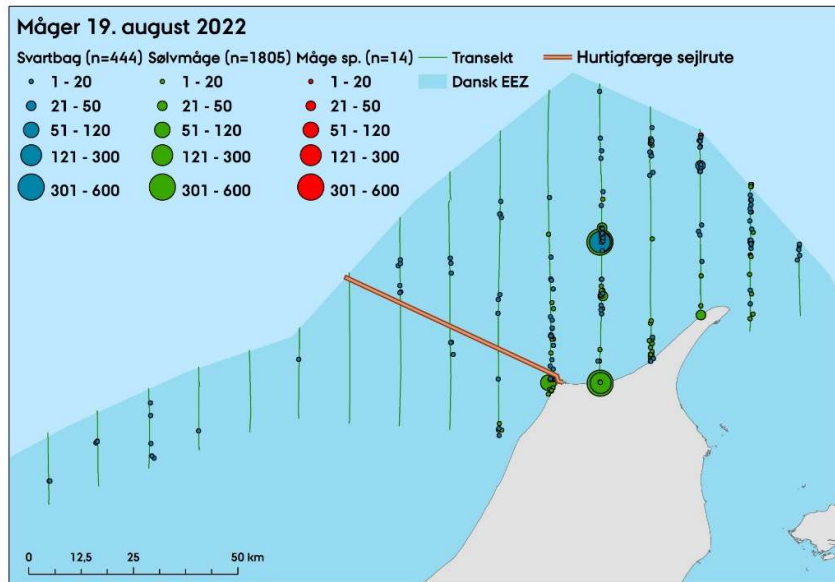 Måger 19. august 2022
Svartbag (n=444) Sølvmåge (n=1805) Måge sp. (n=14) Transekt Hurtigfærge sejlrute
1 - 20 1 - 20 1 - 20 Dansk EEZ
21 - 50 21 - 50 21 - 50
51 - 120 51 - 120 51 - 120
121 - 300 121 - 300 121 - 300
301 - 600 301 - 600 301 - 600
0 12,5 25 50 km